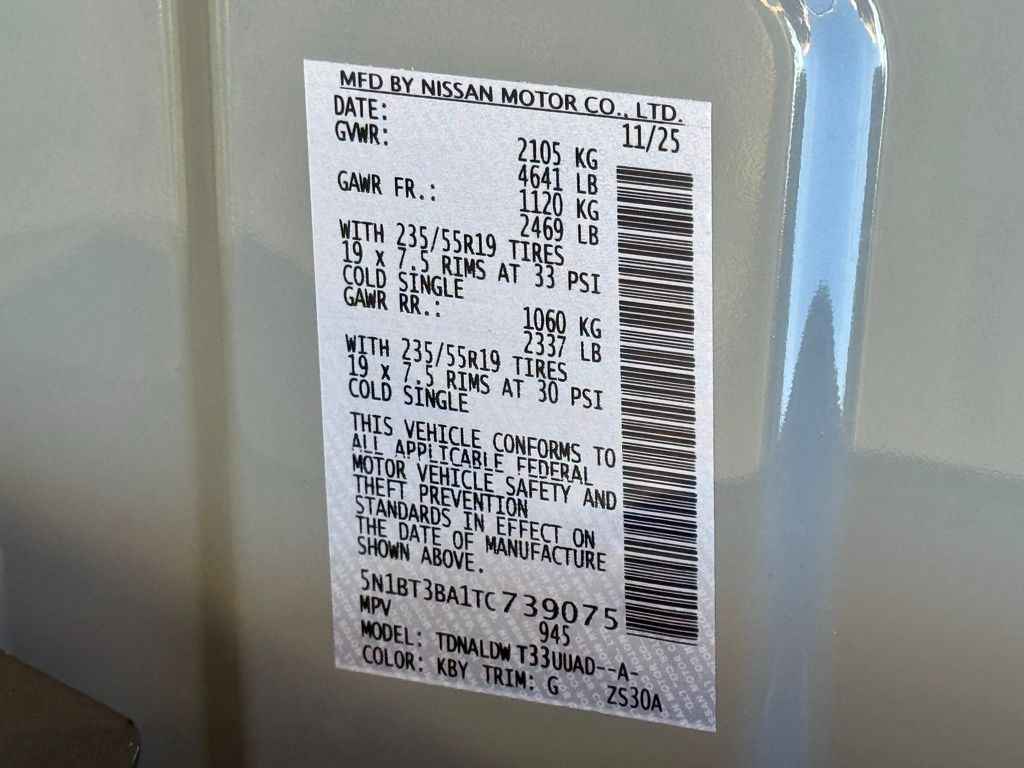 MFD BY NISSAN MOTOR CO., LTD.
DATE: 11/25
GVWR: 2105 KG
4641 LB
GAWR FR.: 1120 KG
2469 LB
WITH 235/55R19 TIRES
19 x 7.5 RIMS AT 33 PSI
COLD SINGLE
GAWR RR.: 1060 KG
2337 LB
WITH 235/55R19 TIRES
19 x 7.5 RIMS AT 30 PSI
COLD SINGLE
THIS VEHICLE CONFORMS TO
ALL APPLICABLE FEDERAL
MOTOR VEHICLE SAFETY AND
THEFT PREVENTION
STANDARDS IN EFFECT ON
THE DATE OF MANUFACTURE
SHOWN ABOVE.
5N1BT3BA1TC739075
MPV 945
MODEL: TDNALDW T33UUAD--A-
COLOR: KBY TRIM: G ZS30A